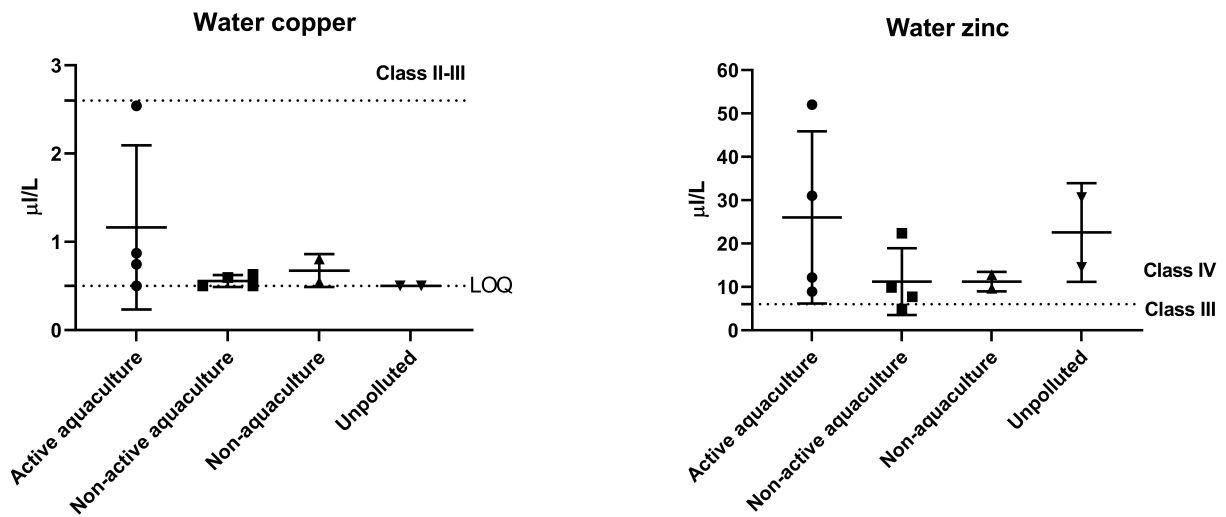 Water copper
3
2
1
0
μl/L
Class II-III
LOQ
Active aquaculture
Non-active aquaculture
Non-aquaculture
Unpolluted
Water zinc
60
50
40
30
20
10
0
μl/L
Class IV
Class III
Active aquaculture
Non-active aquaculture
Non-aquaculture
Unpolluted